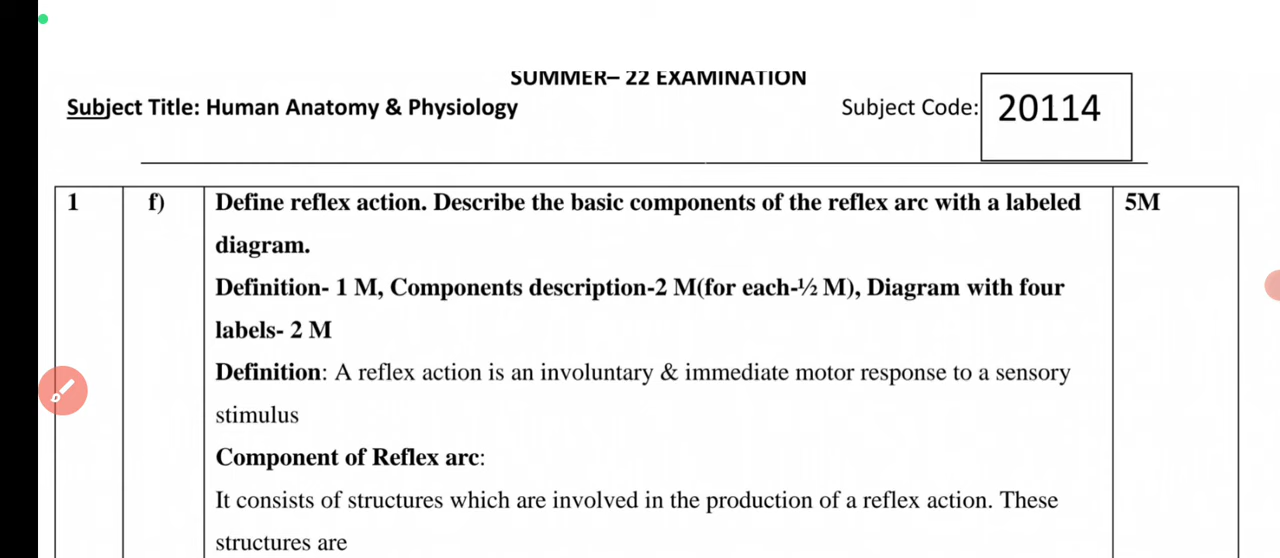 SUMMER– 22 EXAMINATION
Subject Title: Human Anatomy & Physiology
Subject Code: 20114
1 f) Define reflex action. Describe the basic components of the reflex arc with a labeled 5M
diagram.
Definition- 1 M, Components description-2 M(for each-½ M), Diagram with four
labels- 2 M
Definition: A reflex action is an involuntary & immediate motor response to a sensory
stimulus
Component of Reflex arc:
It consists of structures which are involved in the production of a reflex action. These
structures are